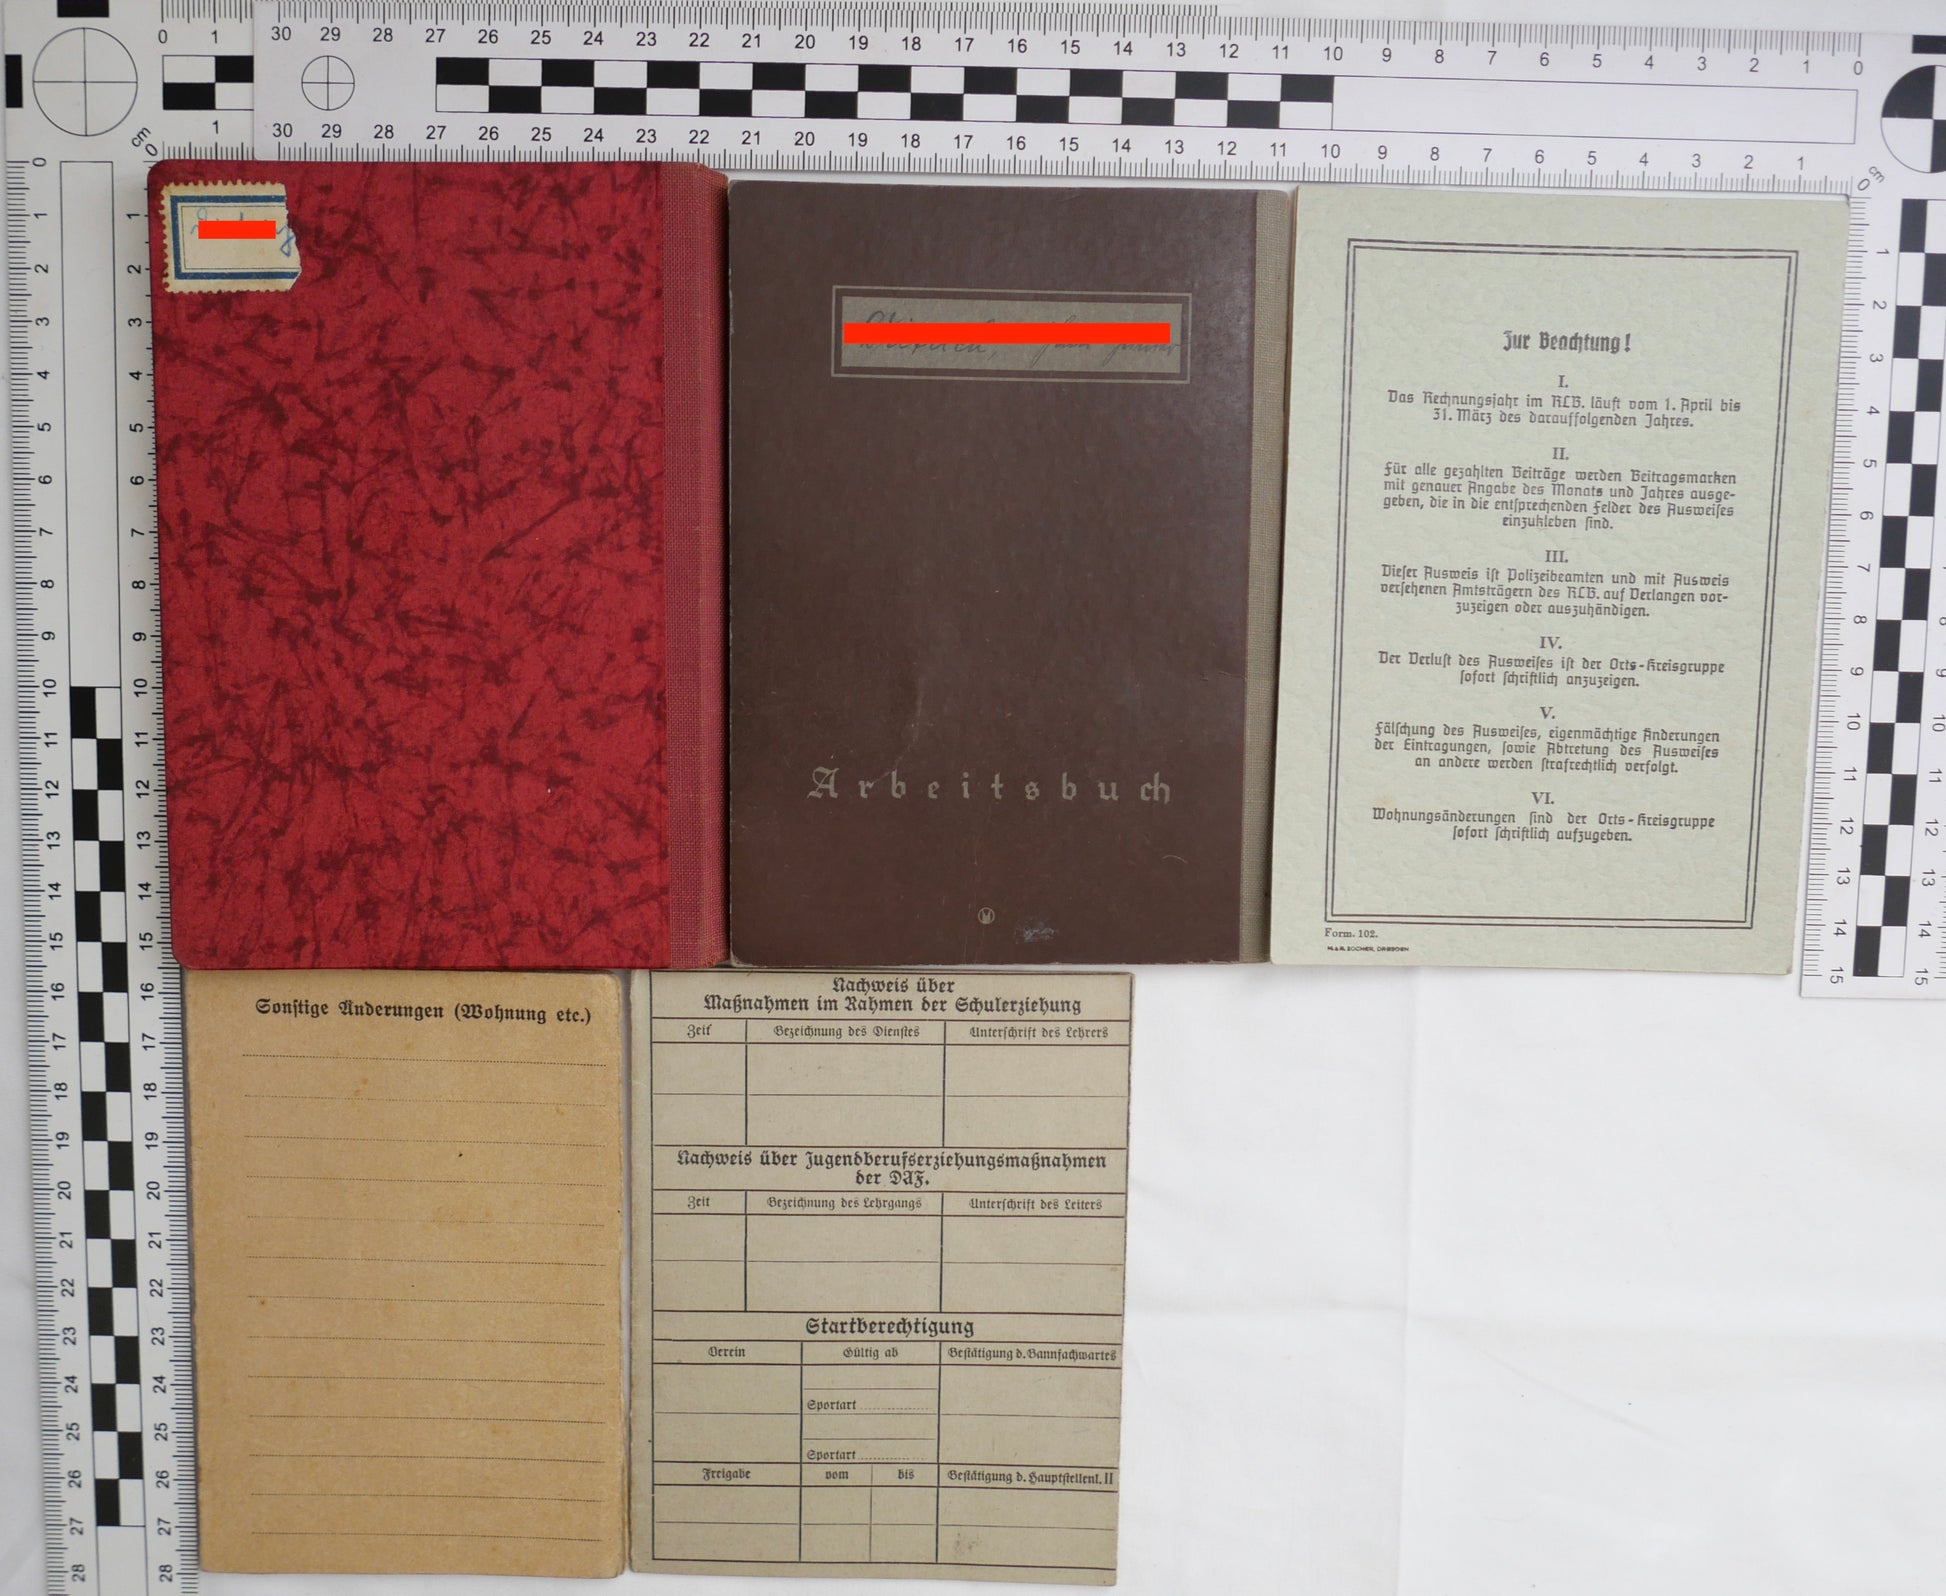 Arbeitsbuch
Zur Beachtung!
I.
Das Rechnungsjahr im RLB. läuft vom 1. April bis
31. März des darauffolgenden Jahres.
II.
Für alle gezahlten Beiträge werden Beitragsmarken
mit genauer Angabe des Monats und Jahres ausge-
geben, die in die entsprechenden Felder des Ausweises
einzukleben sind.
III.
Dieser Ausweis ist Polizeibeamten und mit Ausweis
versehenen Amtsträgern des RLB. auf Verlangen vor-
zuzeigen oder auszuhändigen.
IV.
Der Verlust des Ausweises ist der Orts-Kreisgruppe
sofort schriftlich anzuzeigen.
V.
Fälschung des Ausweises, eigenmächtige Änderungen
der Eintragungen, sowie Abtretung des Ausweises
an andere werden strafrechtlich verfolgt.
VI.
Wohnungsänderungen sind der Orts-Kreisgruppe
sofort schriftlich aufzugeben.
Form. 102.
M. & R. ZOCHER, DRESDEN
Sonstige Änderungen (Wohnung etc.)
Nachweis über
Maßnahmen im Rahmen der Schulerziehung
Zeit Bezeichnung des Dienstes Unterschrift des Lehrers
Nachweis über Jugendberufserziehungsmaßnahmen
der DAF.
Zeit Bezeichnung des Lehrgangs Unterschrift des Leiters
Startberechtigung
Verein Gültig ab Bestätigung d. Bannfachwartes
Sportart
Sportart
Freigabe vom bis Bestätigung d. Hauptstellenl. II